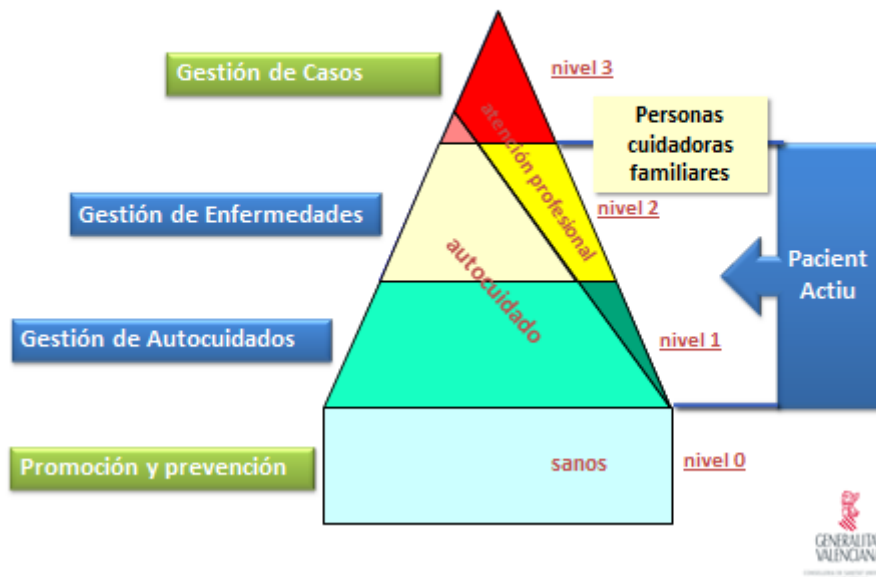 Gestión de Casos
nivel 3
atención profesional
Personas
cuidadoras
familiares
Gestión de Enfermedades
nivel 2
autocuidado
Pacient
Actiu
Gestión de Autocuidados
nivel 1
Promoción y prevención
sanos
nivel 0
GENERALITA
VALENCIANA